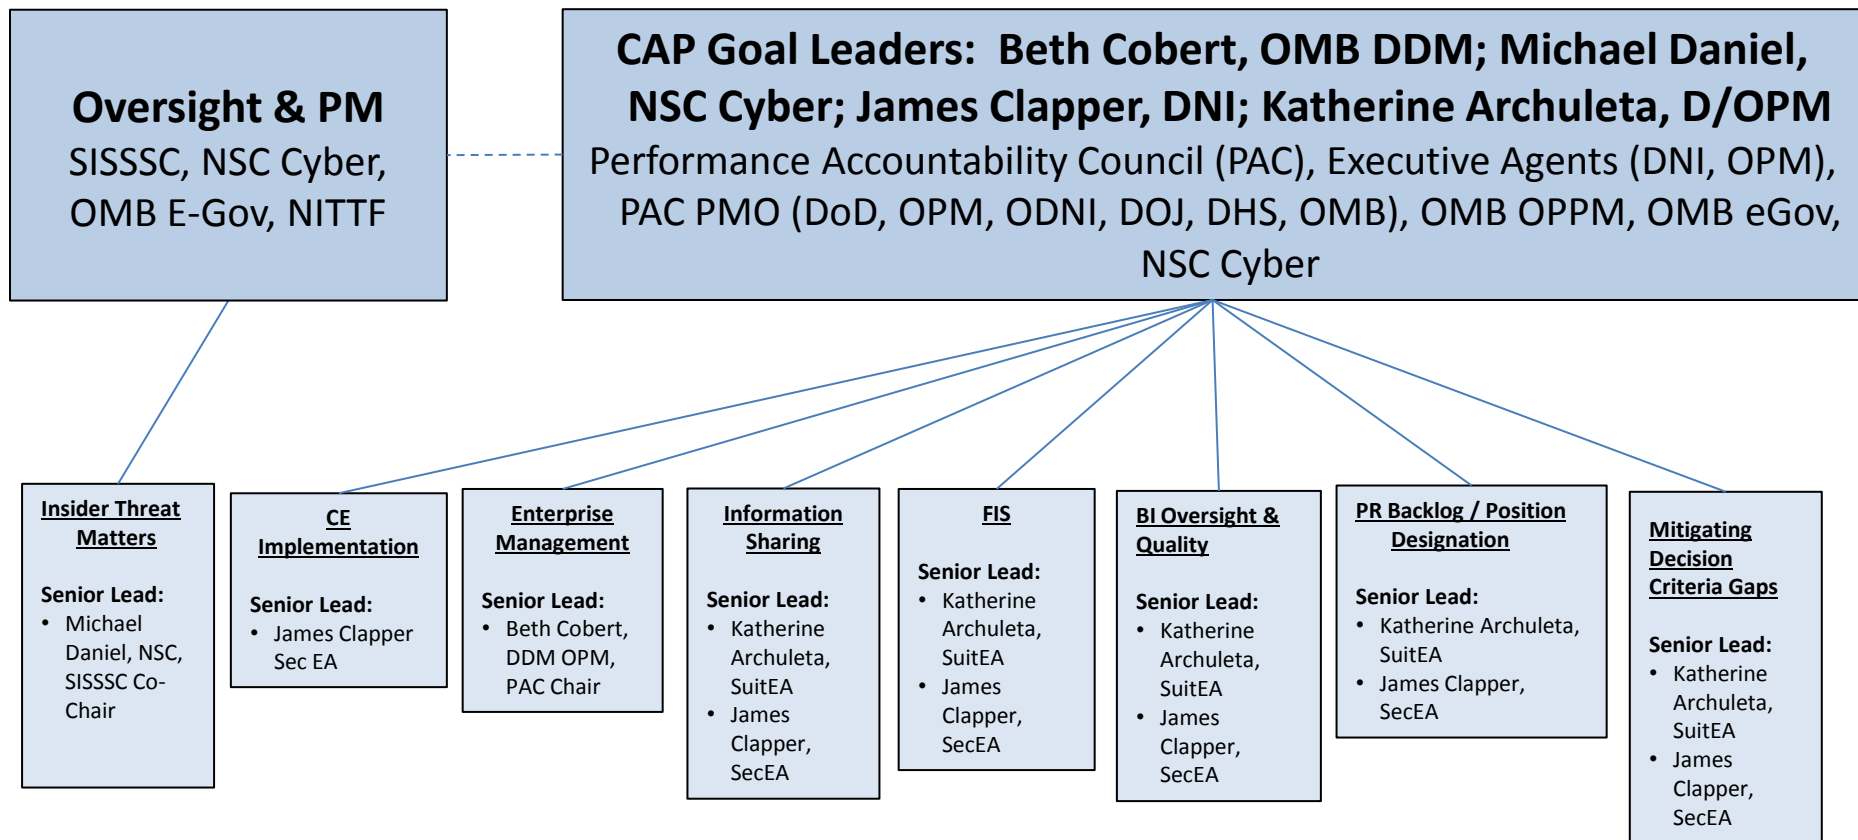 Oversight & PM
SISSSC, NSC Cyber,
OMB E-Gov, NITTF
CAP Goal Leaders:  Beth Cobert, OMB DDM; Michael Daniel,
NSC Cyber; James Clapper, DNI; Katherine Archuleta, D/OPM
Performance Accountability Council (PAC), Executive Agents (DNI, OPM),
PAC PMO (DoD, OPM, ODNI, DOJ, DHS, OMB), OMB OPPM, OMB eGov,
NSC Cyber
Insider Threat
Matters
Senior Lead:
• Michael
Daniel, NSC,
SISSSC Co-
Chair
CE
Implementation
Senior Lead:
• James Clapper
Sec EA
Enterprise
Management
Senior Lead:
• Beth Cobert,
DDM OPM,
PAC Chair
Information
Sharing
Senior Lead:
• Katherine
Archuleta,
SuitEA
• James
Clapper,
SecEA
FIS
Senior Lead:
• Katherine
Archuleta,
SuitEA
• James
Clapper,
SecEA
BI Oversight &
Quality
Senior Lead:
• Katherine
Archuleta,
SuitEA
• James
Clapper,
SecEA
PR Backlog / Position
Designation
Senior Lead:
• Katherine Archuleta,
SuitEA
• James Clapper,
SecEA
Mitigating
Decision
Criteria Gaps
Senior Lead:
• Katherine
Archuleta,
SuitEA
• James
Clapper,
SecEA